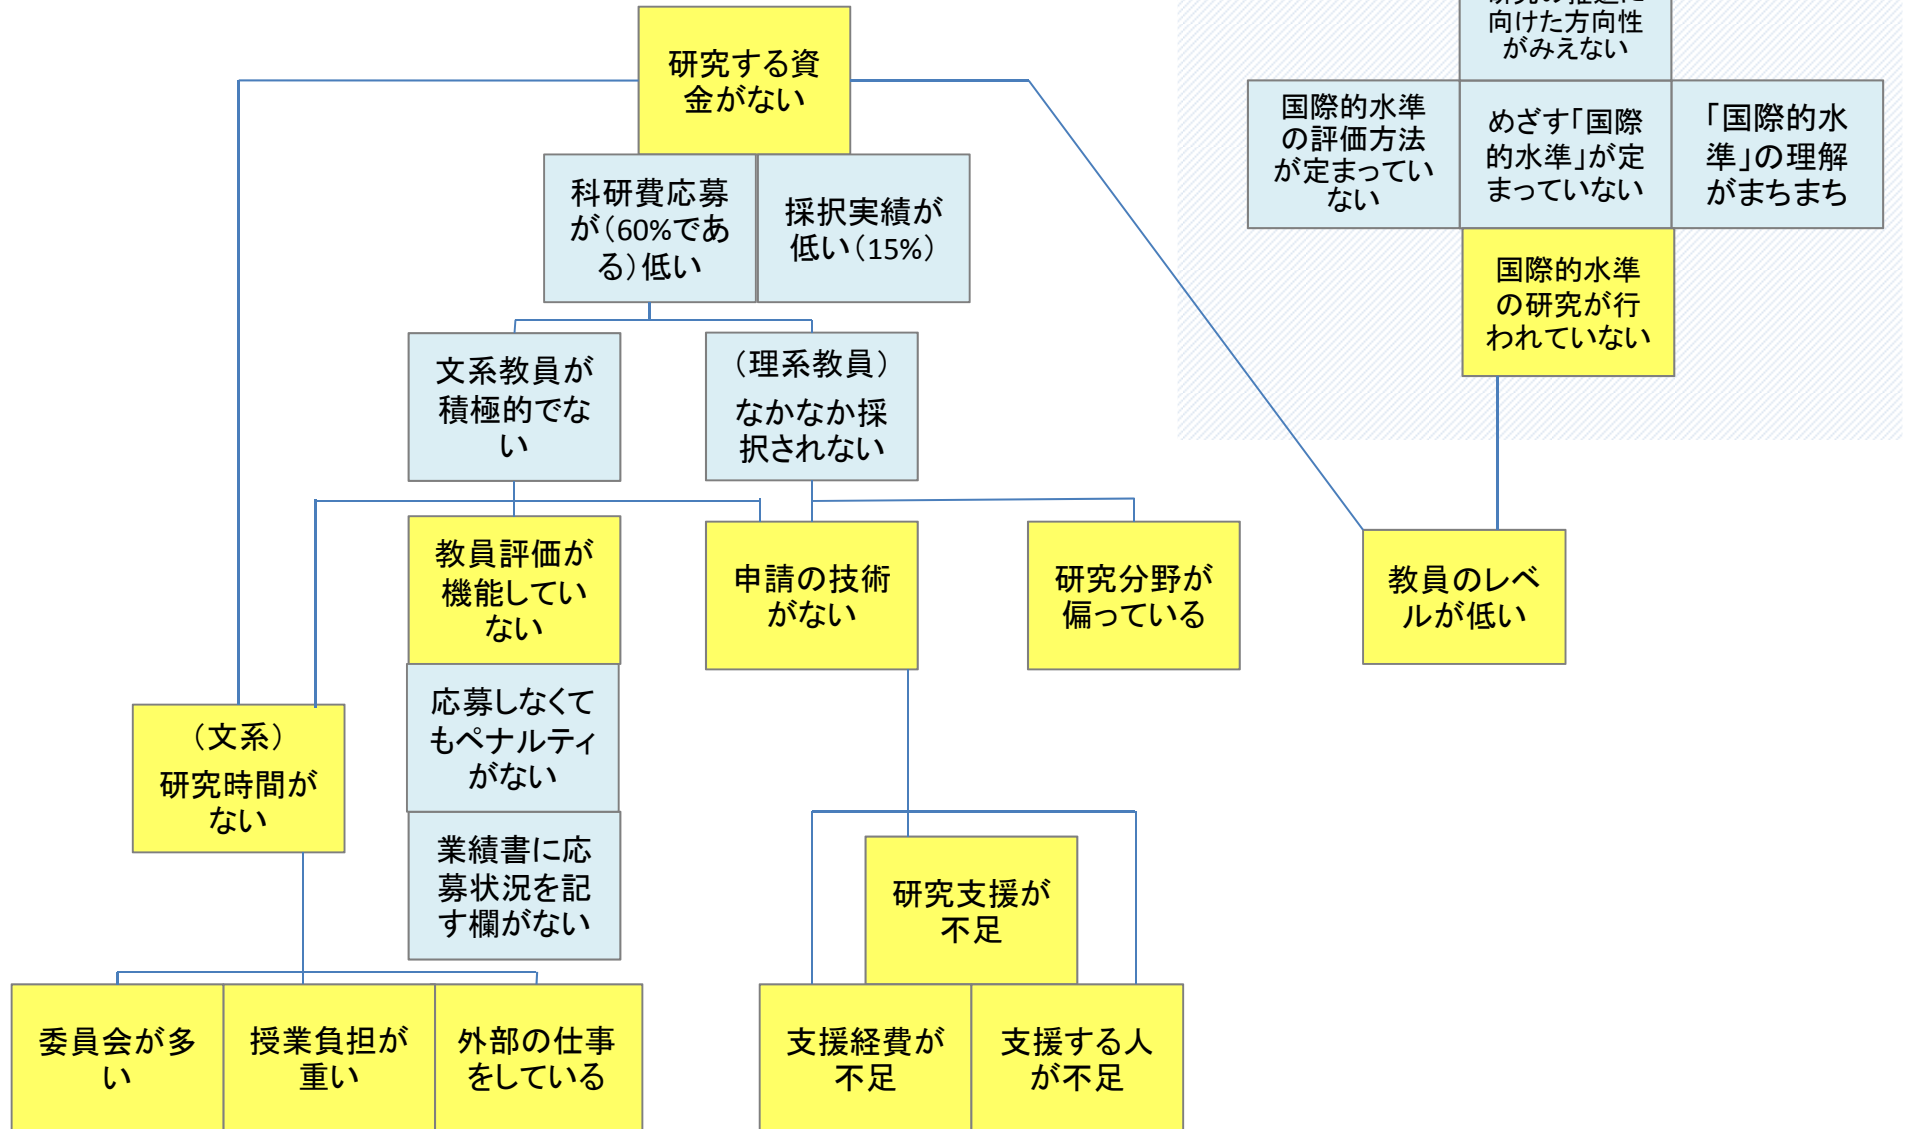 研究する資
金がない
科研費応募
が（60%であ
る）低い
採択実績が
低い（15%）
文系教員が
積極的でな
い
（理系教員）
なかなか採
択されない
教員評価が
機能してい
ない
申請の技術
がない
研究分野が
偏っている
教員のレベ
ルが低い
応募しなくて
もペナルティ
がない
業績書に応
募状況を記
す欄がない
（文系）
研究時間が
ない
委員会が多
い
授業負担が
重い
外部の仕事
をしている
研究支援が
不足
支援経費が
不足
支援する人
が不足
向けた方向性
がみえない
国際的水準
の評価方法
が定まってい
ない
めざす「国際
的水準」が定
まっていない
「国際的水
準」の理解
がまちまち
国際的水準
の研究が行
われていない